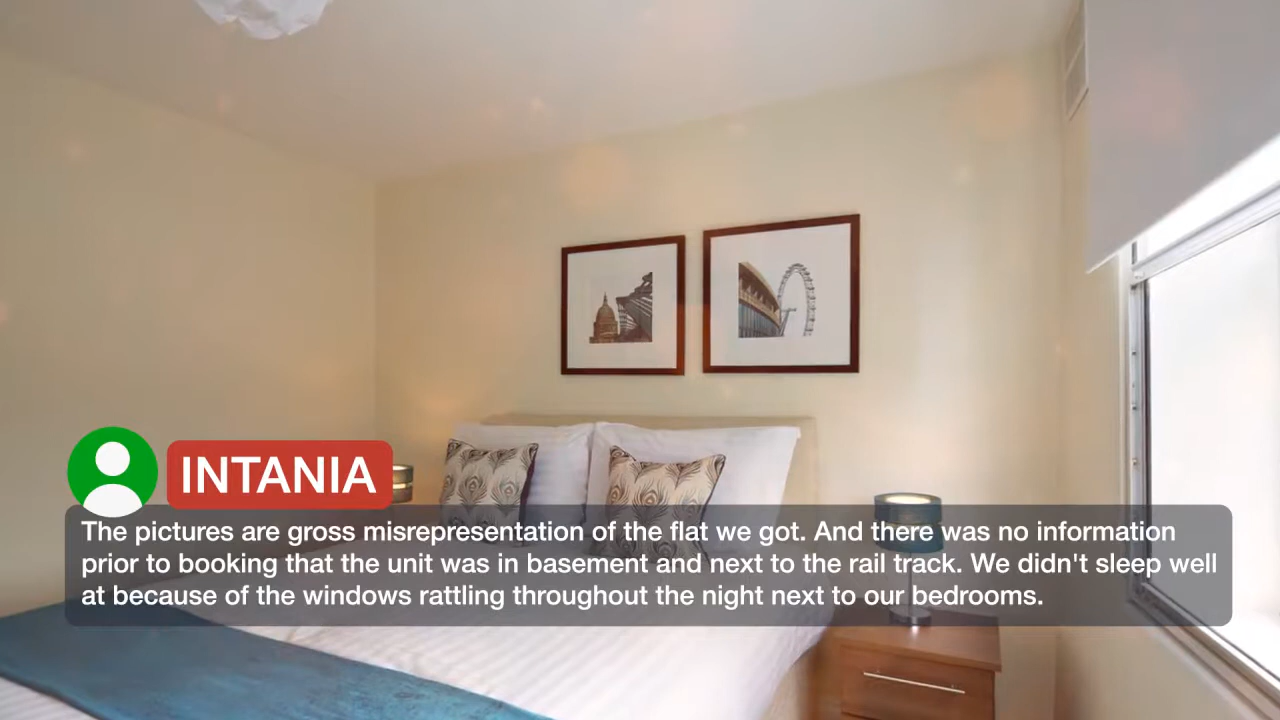 INTANIA
The pictures are gross misrepresentation of the flat we got. And there was no information
prior to booking that the unit was in basement and next to the rail track. We didn't sleep well
at because of the windows rattling throughout the night next to our bedrooms.